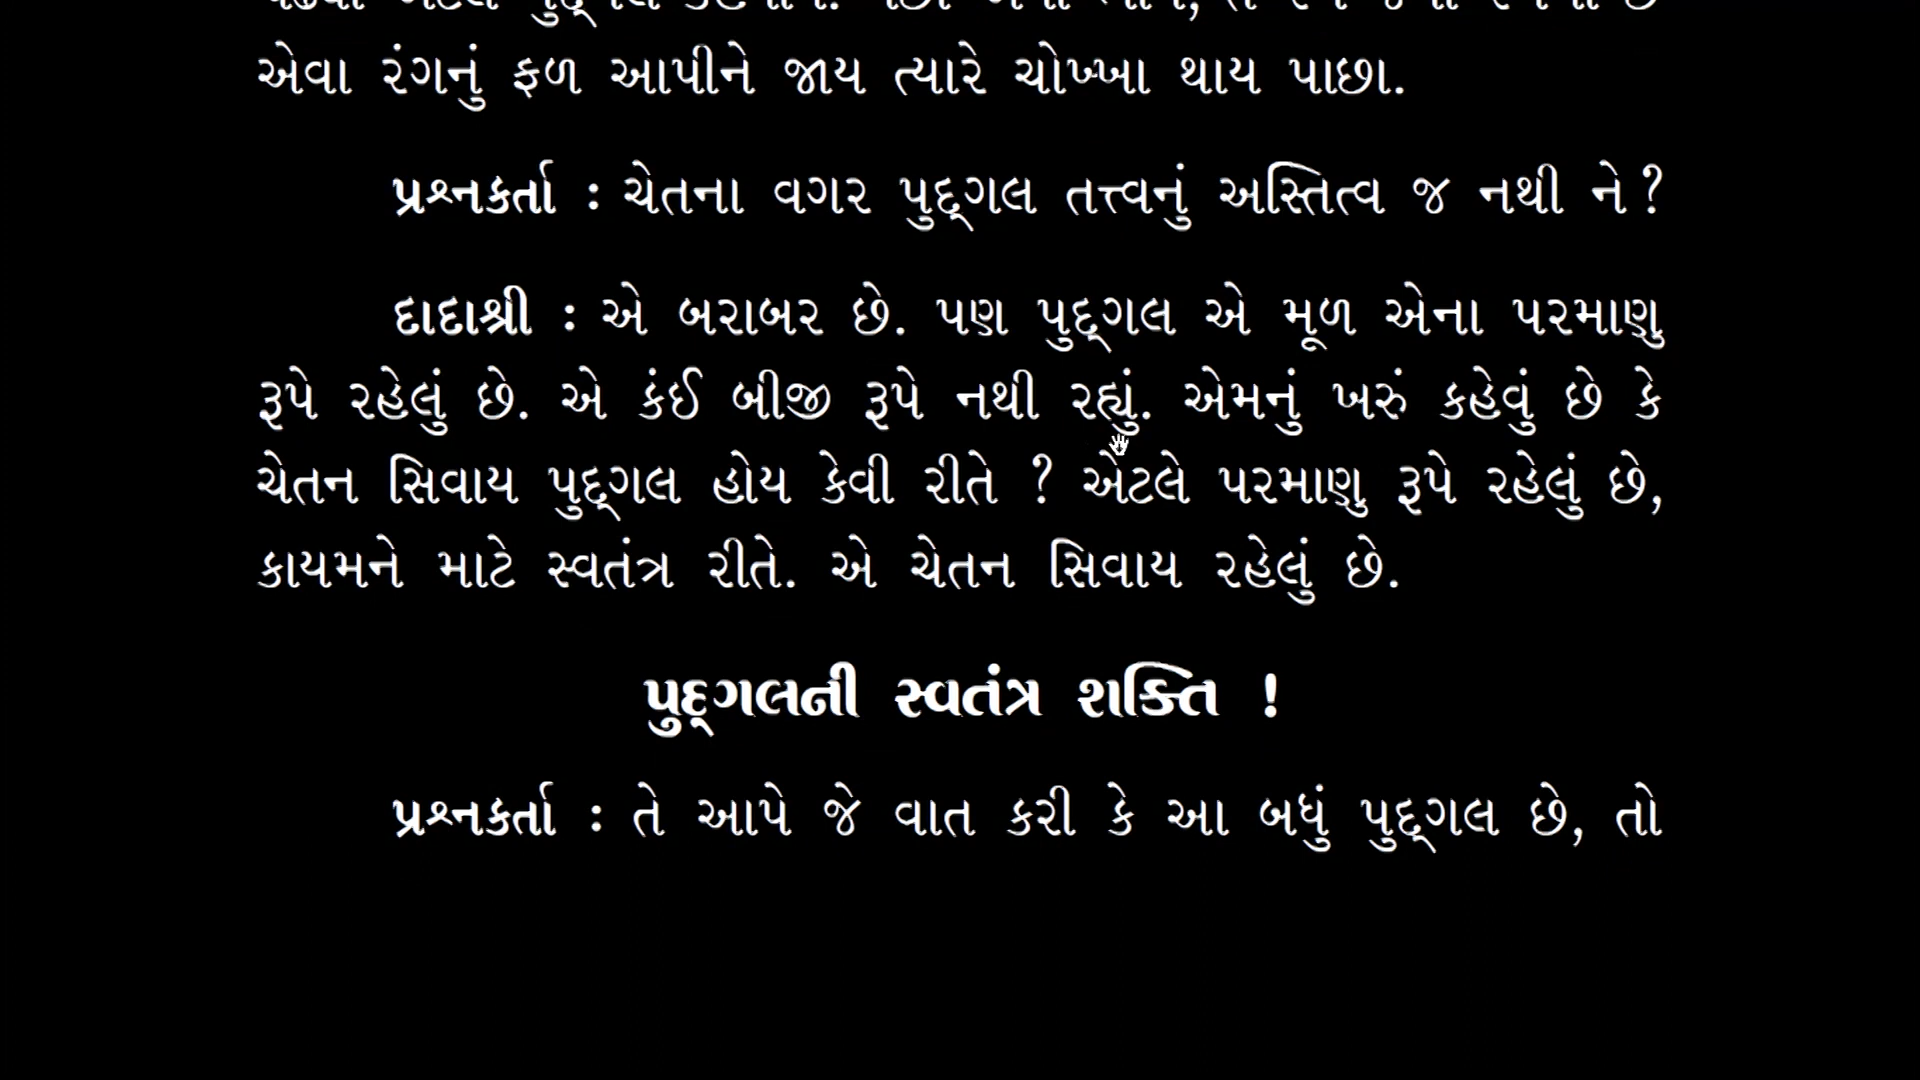 એવા રંગનું ફળ આપીને જાય ત્યારે ચોખ્ખા થાય પાછા.
પ્રશ્નકર્તા : ચેતના વગર પુદ્‌ગલ તત્ત્વનું અસ્તિત્વ જ નથી ને ?
દાદાશ્રી : એ બરાબર છે. પણ પુદ્‌ગલ એ મૂળ એના પરમાણુ
રૂપે રહેલું છે. એ કંઈ બીજી રૂપે નથી રહ્યું. એમનું ખરું કહેવું છે કે
ચેતન સિવાય પુદ્‌ગલ હોય કેવી રીતે ? એટલે પરમાણુ રૂપે રહેલું છે,
કાયમને માટે સ્વતંત્ર રીતે. એ ચેતન સિવાય રહેલું છે.
પુદ્‌ગલની સ્વતંત્ર શક્તિ !
પ્રશ્નકર્તા : તે આપે જે વાત કરી કે આ બધું પુદ્‌ગલ છે, તો